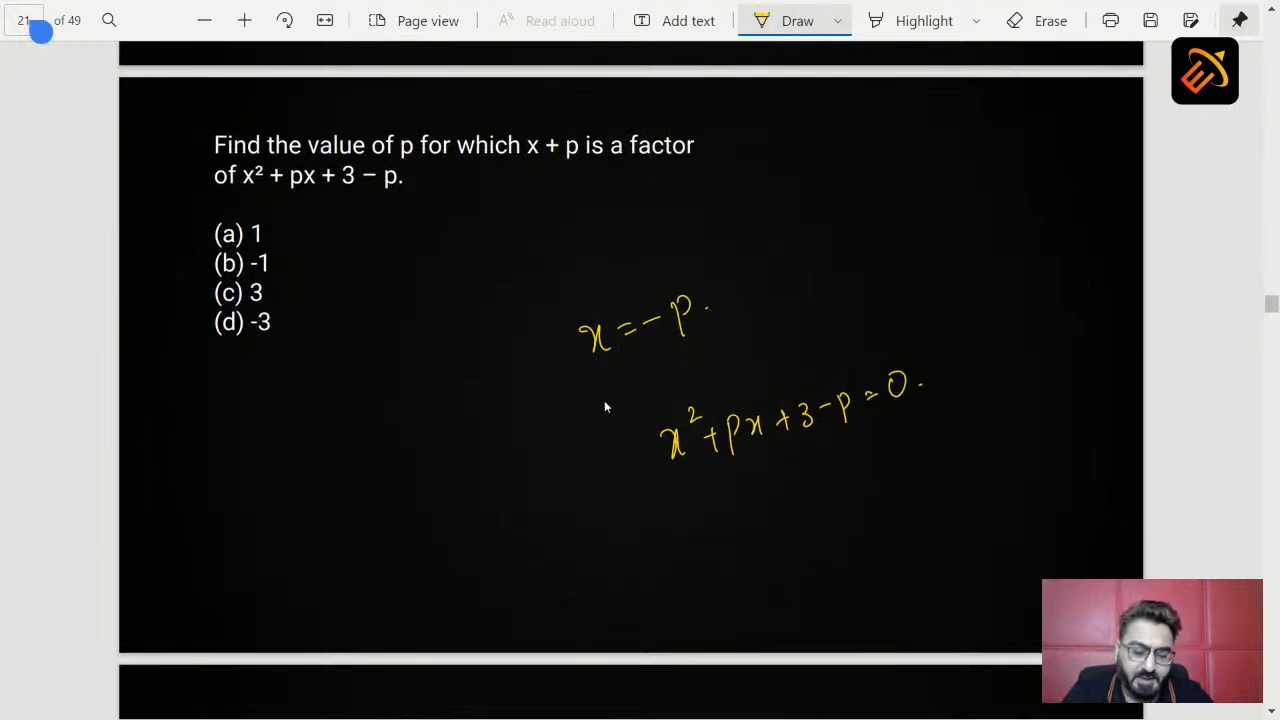 21 of 49 Page view Read aloud Add text Draw Highlight Erase
Find the value of p for which x + p is a factor
of x² + px + 3 − p.
(a) 1
(b) -1
(c) 3
(d) -3
x = - p.
x² + px + 3 - p = 0.